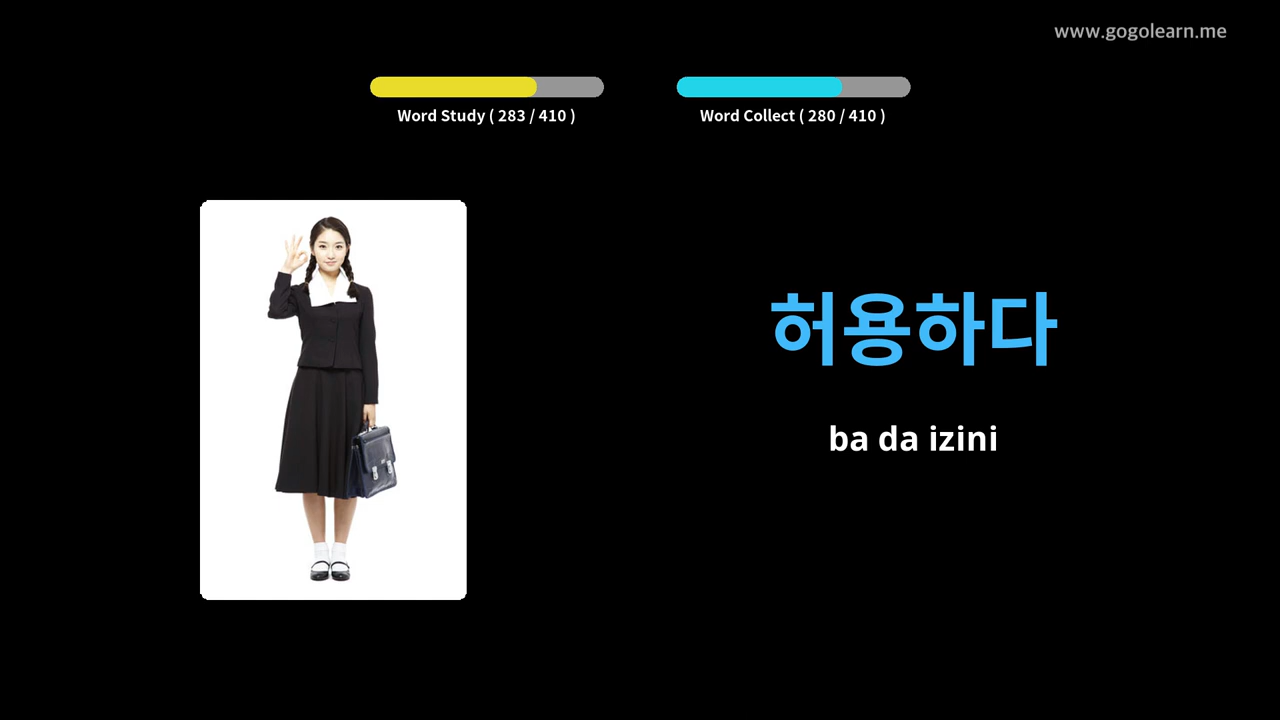 www.gogolearn.me
Word Study ( 283 / 410 )
Word Collect ( 280 / 410 )
허용하다
ba da izini